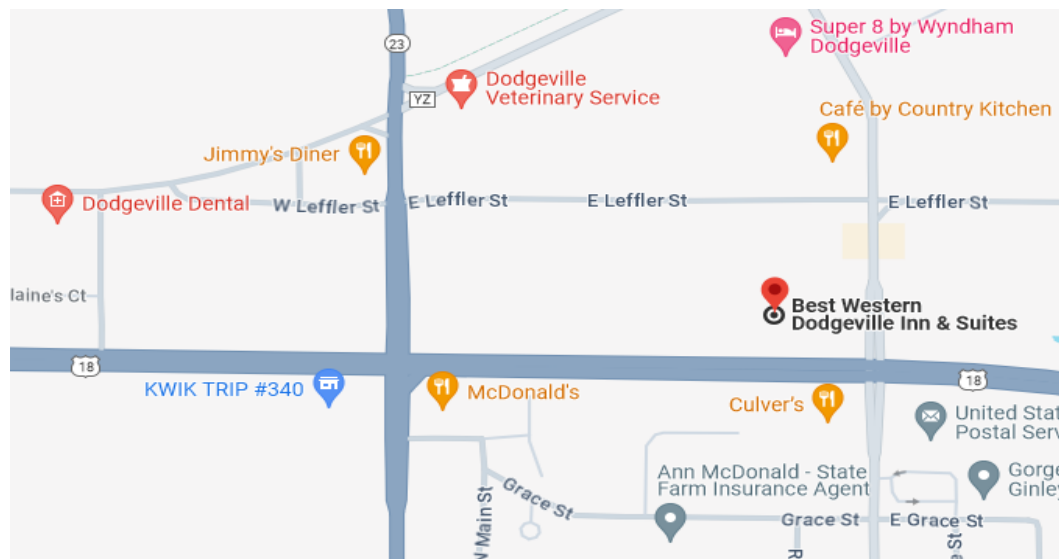 Super 8 by Wyndham
Dodgeville
23
Dodgeville
Veterinary Service
YZ
Café by Country Kitchen
Jimmy's Diner
Dodgeville Dental
W Leffler St
E Leffler St
E Leffler St
E Leffler St
laine's Ct
Best Western
Dodgeville Inn & Suites
18
18
KWIK TRIP #340
McDonald's
Culver's
United Stat
Postal Serv
Ann McDonald - State
Farm Insurance Agent
Gorge
Ginley
N Main St
Grace St
Grace St
E Grace St
R
e St